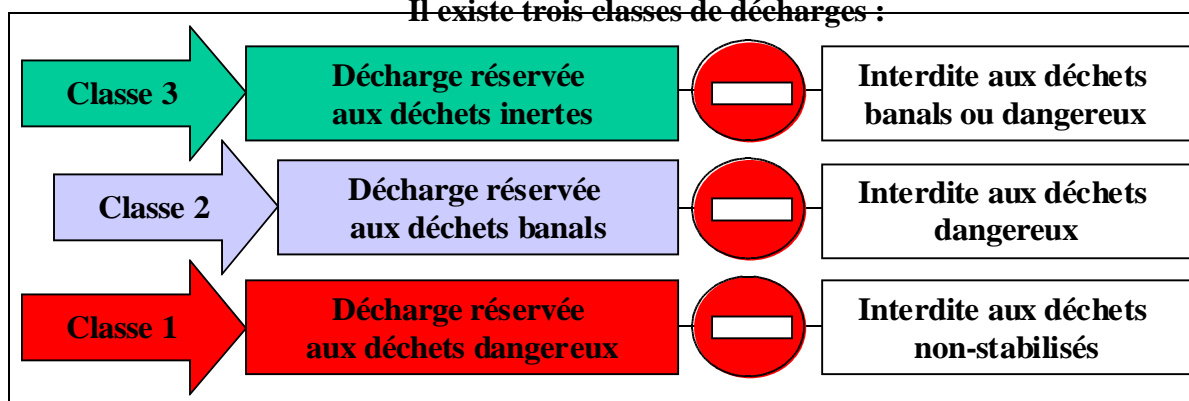 Il existe trois classes de décharges :
Classe 3
Décharge réservée
aux déchets inertes
Interdite aux déchets
banals ou dangereux
Classe 2
Décharge réservée
aux déchets banals
Interdite aux déchets
dangereux
Classe 1
Décharge réservée
aux déchets dangereux
Interdite aux déchets
non-stabilisés